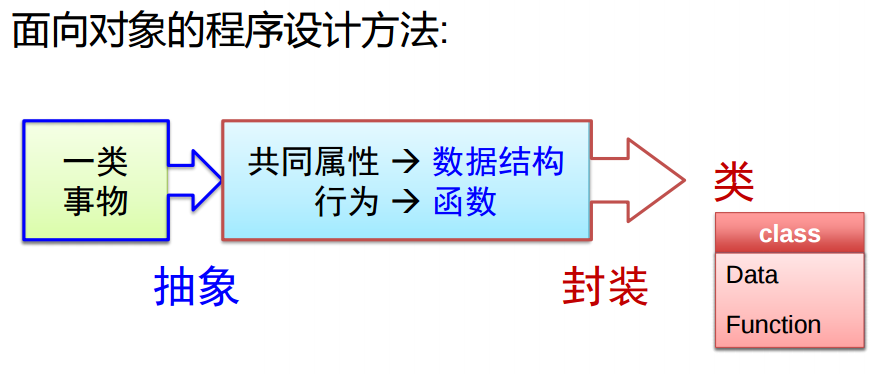 面向对象的程序设计方法:
一类
事物
共同属性 → 数据结构
行为 → 函数
类
class
Data
Function
抽象
封装